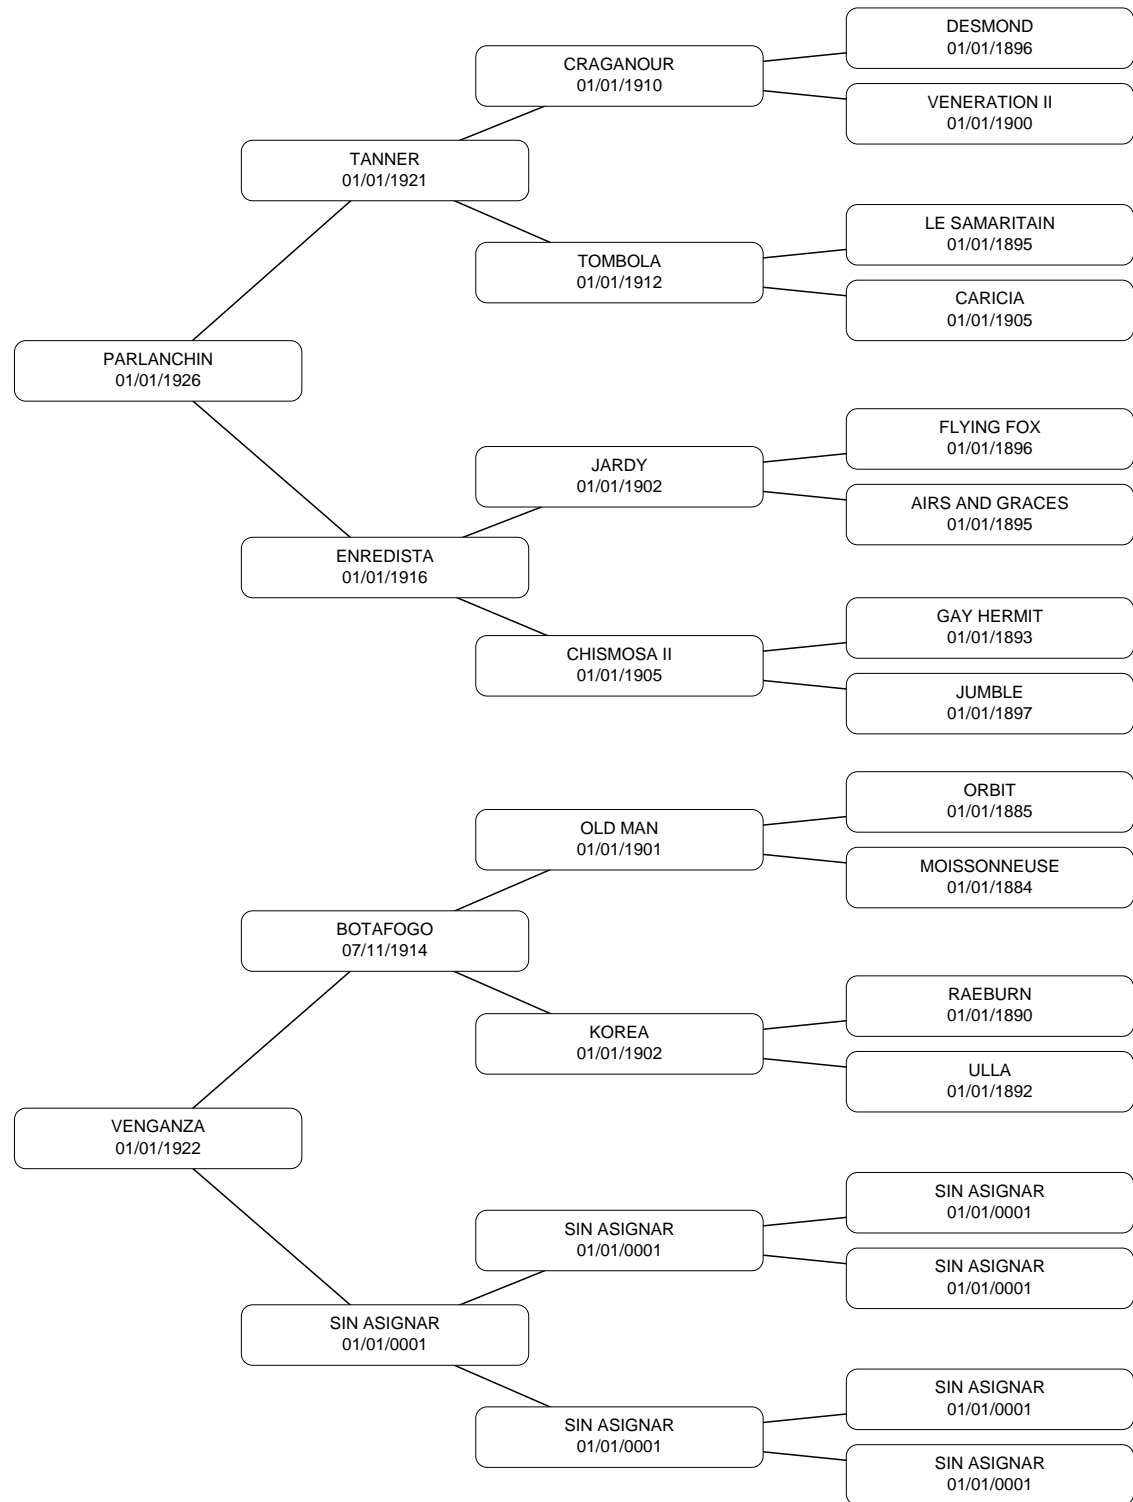 DESMOND
01/01/1896
CRAGANOUR
01/01/1910
VENERATION II
01/01/1900
TANNER
01/01/1921
LE SAMARITAIN
01/01/1895
TOMBOLA
01/01/1912
CARICIA
01/01/1905
PARLANCHIN
01/01/1926
FLYING FOX
01/01/1896
JARDY
01/01/1902
AIRS AND GRACES
01/01/1895
ENREDISTA
01/01/1916
GAY HERMIT
01/01/1893
CHISMOSA II
01/01/1905
JUMBLE
01/01/1897
ORBIT
01/01/1885
OLD MAN
01/01/1901
MOISSONNEUSE
01/01/1884
BOTAFOGO
07/11/1914
RAEBURN
01/01/1890
KOREA
01/01/1902
ULLA
01/01/1892
VENGANZA
01/01/1922
SIN ASIGNAR
01/01/0001
SIN ASIGNAR
01/01/0001
SIN ASIGNAR
01/01/0001
SIN ASIGNAR
01/01/0001
SIN ASIGNAR
01/01/0001
SIN ASIGNAR
01/01/0001
SIN ASIGNAR
01/01/0001